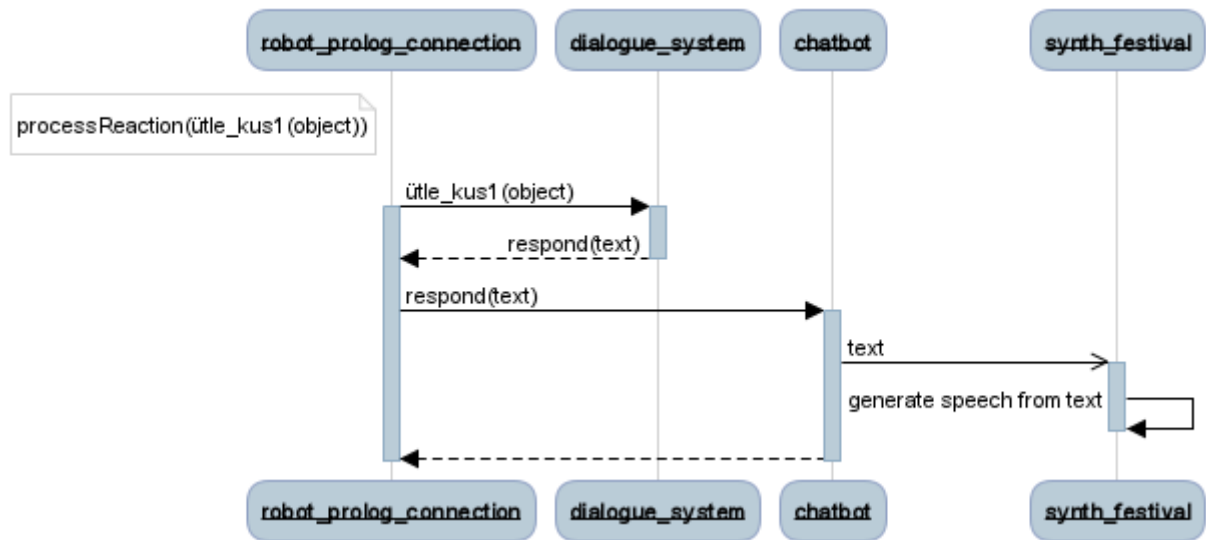 robot_prolog_connection dialogue_system chatbot synth_festival
processReaction(ütle_kus1(object))
ütle_kus1(object)
respond(text)
respond(text)
text
generate speech from text
robot_prolog_connection dialogue_system chatbot synth_festival